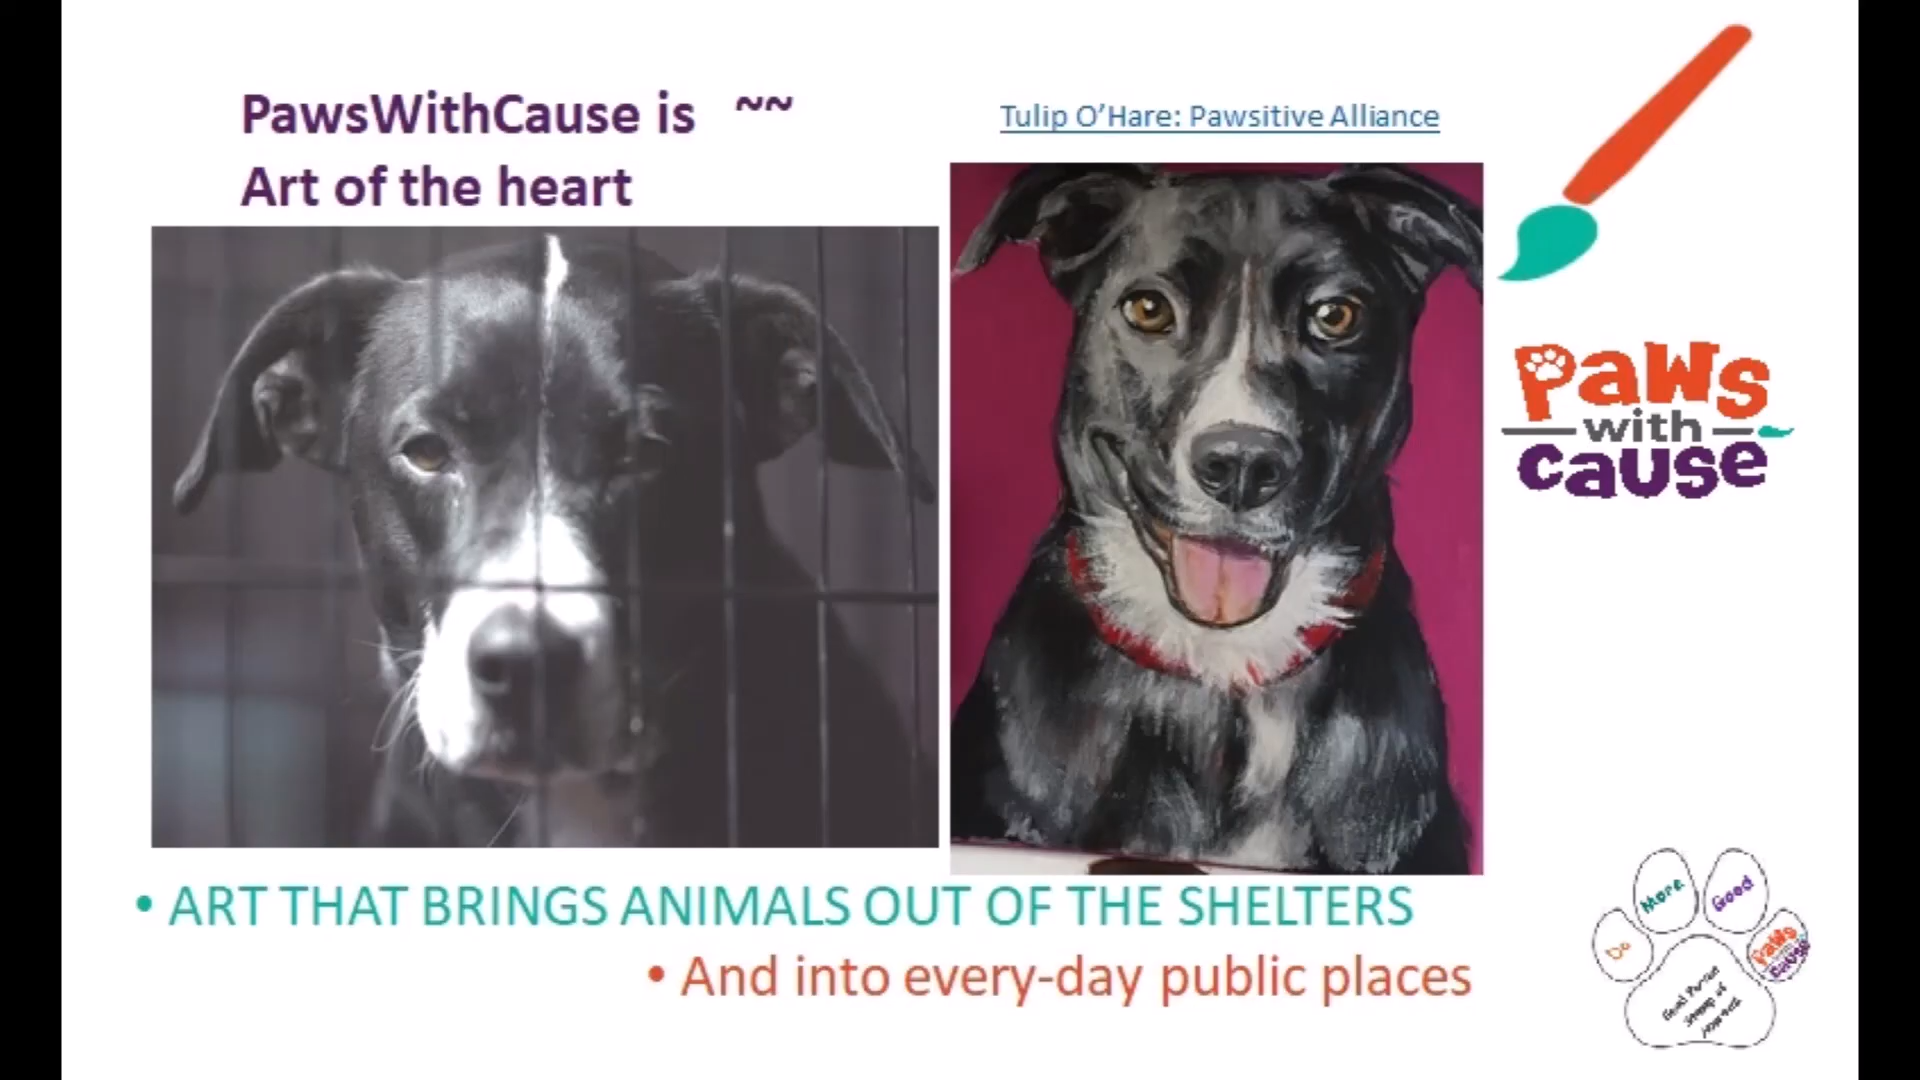 PawsWithCause is ~~
Art of the heart
Tulip O'Hare: Pawsitive Alliance
Paws
with
cause
• ART THAT BRINGS ANIMALS OUT OF THE SHELTERS
• And into every-day public places
Do
More
Good
Paws
with
cause